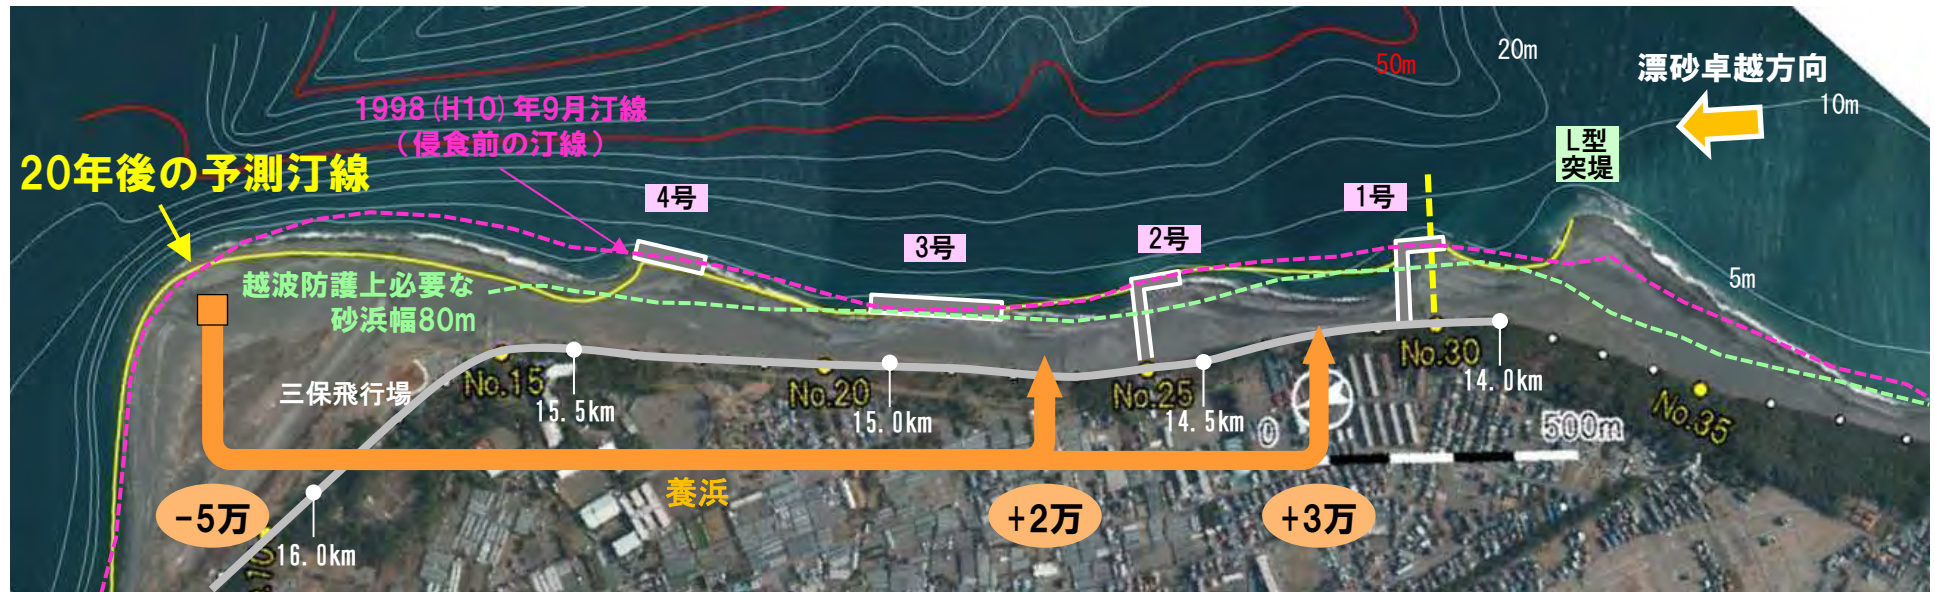 20m
50m
漂砂卓越方向
10m
1998(H10)年9月汀線
(侵食前の汀線)
L型
突堤
20年後の予測汀線
4号
1号
3号
2号
越波防護上必要な
砂浜幅80m
5m
三保飛行場
No.15
15.5km
No.20
15.0km
No.25
14.5km
No.30
14.0km
No.35
0
500m
養浜
-5万
+2万
+3万
16.0km